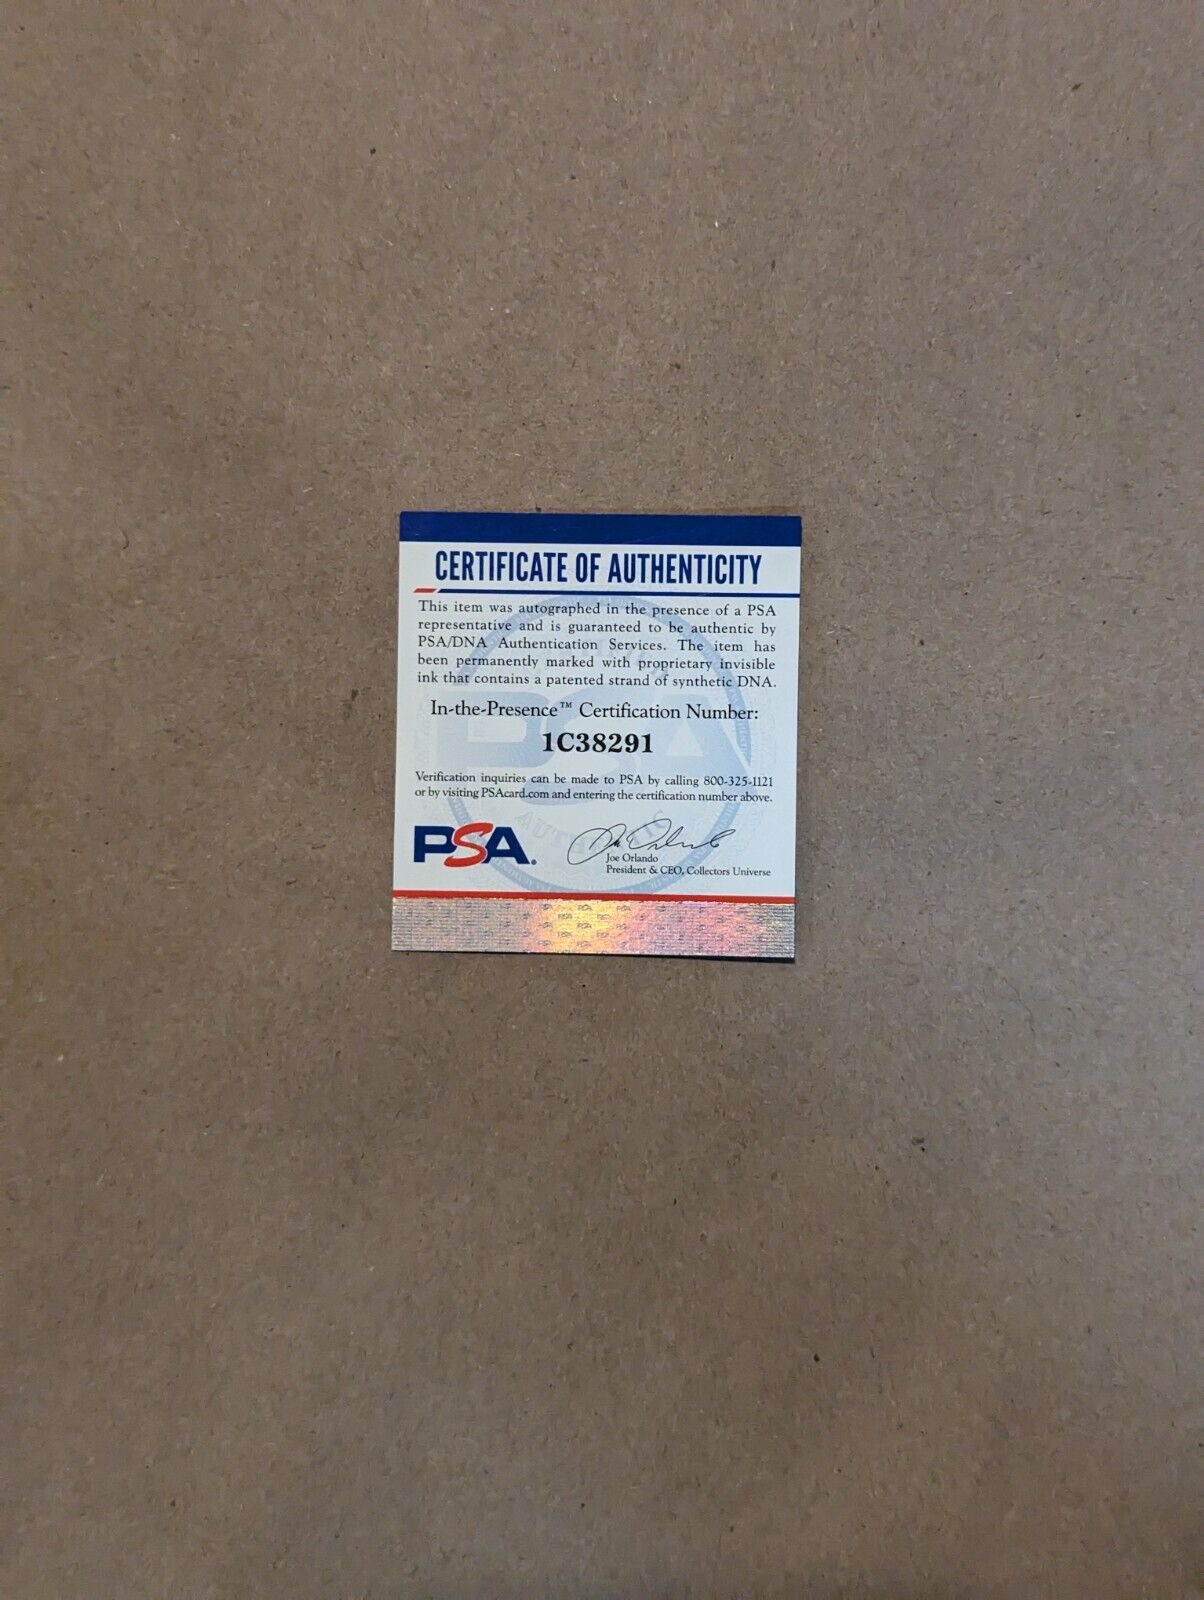 CERTIFICATE OF AUTHENTICITY
This item was autographed in the presence of a PSA
representative and is guaranteed to be authentic by
PSA/DNA Authentication Services. The item has
been permanently marked with proprietary invisible
ink that contains a patented strand of synthetic DNA.
In-the-Presence™ Certification Number:
1C38291
Verification inquiries can be made to PSA by calling 800-325-1121
or by visiting PSAcard.com and entering the certification number above.
PSA.
Joe Orlando
President & CEO, Collectors Universe